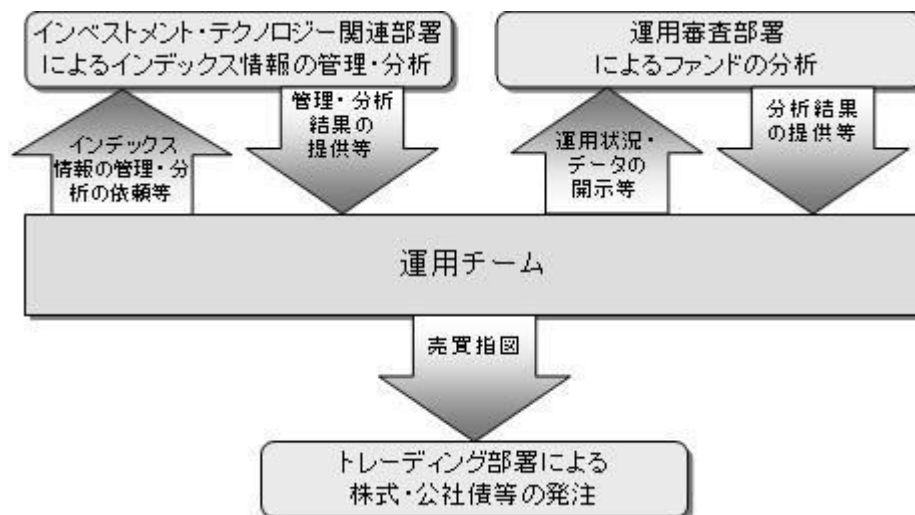 インベストメント・テクノロジー関連部署
によるインデックス情報の管理・分析
運用審査部署
によるファンドの分析
インデックス
情報の管理・分
析の依頼等
管理・分析
結果の
提供等
運用状況・
データの
開示等
分析結果
の提供等
運用チーム
売買指図
トレーディング部署による
株式・公社債等の発注